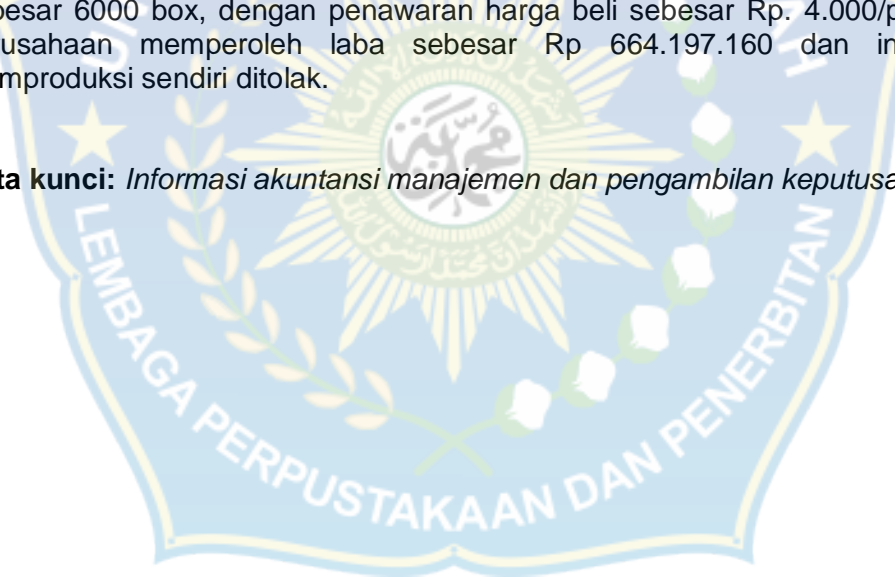 besar 6000 box, dengan penawaran harga beli sebesar Rp. 4.000/p
usahaan memperoleh laba sebesar Rp 664.197.160 dan in
mproduksi sendiri ditolak.
ta kunci: Informasi akuntansi manajemen dan pengambilan keputusa
LEMBAGA PERPUSTAKAAN DAN PENERBITAN